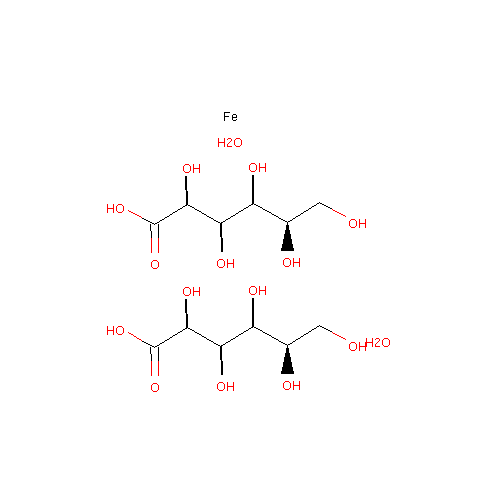 Fe
H2O
OH OH
HO
OH
O OH OH
OH OH
HO
OH H2O
O OH OH